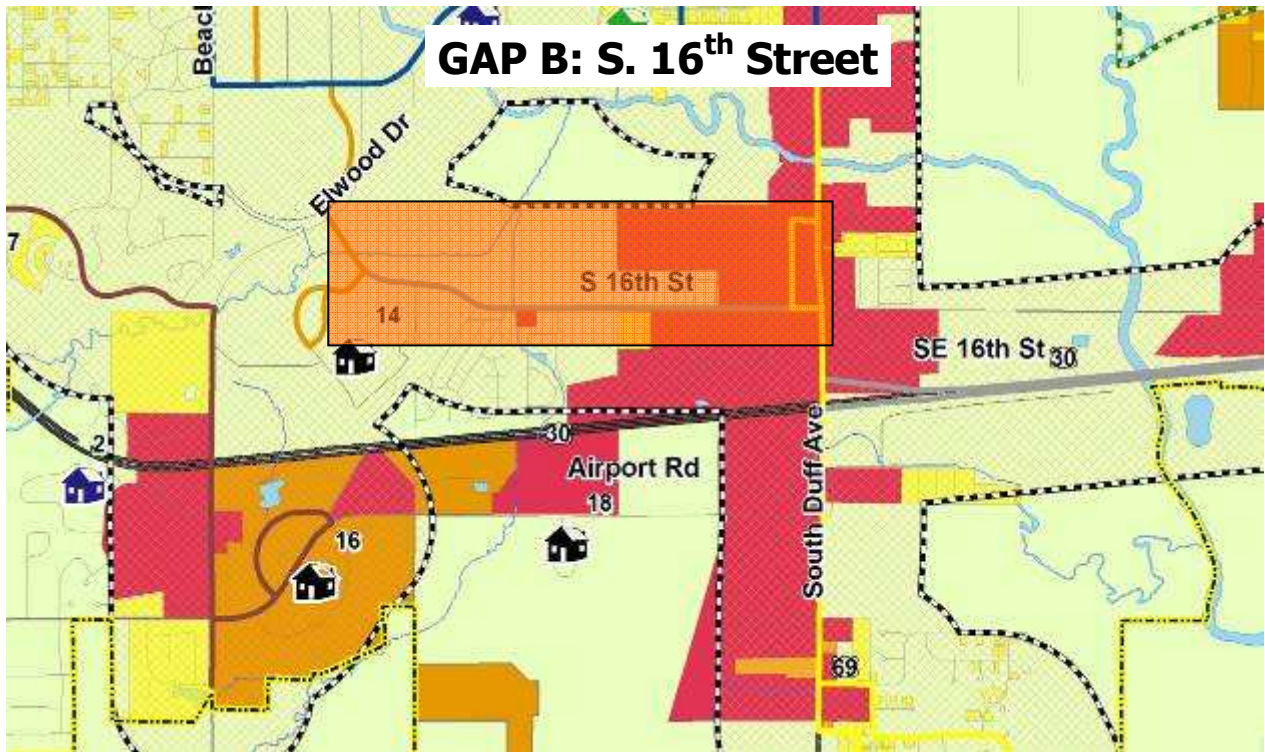 GAP B: S. 16th Street
Beach
Elwood Dr
7
S 16th St
14
SE 16th St
30
2
30
Airport Rd
18
South Duff Ave
16
69